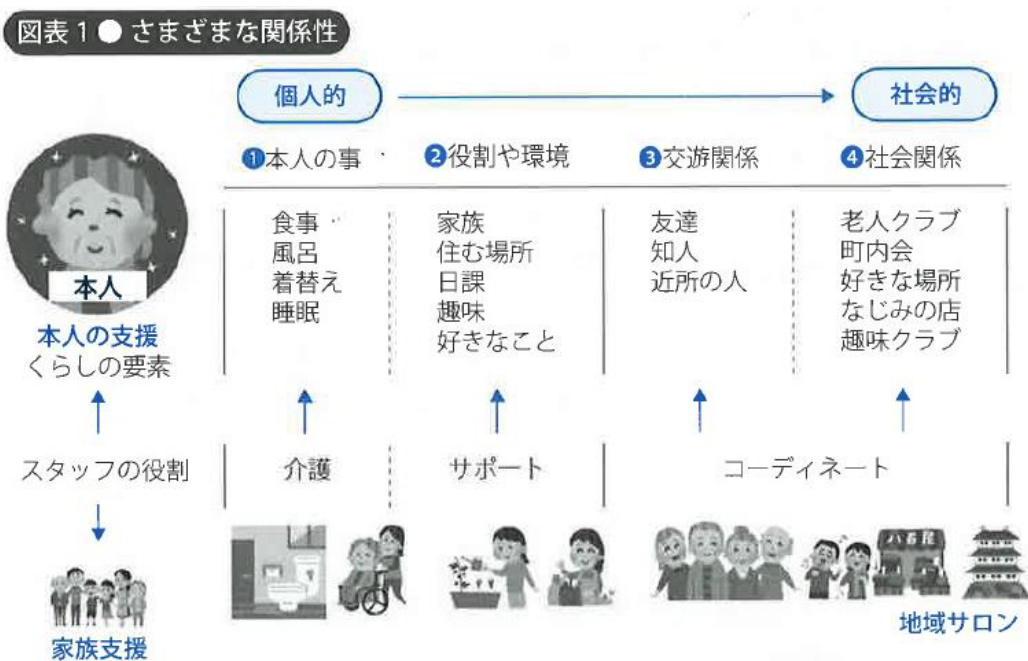 図表1●さまざまな関係性
個人的
社会的
❶本人の事
❷役割や環境
❸交遊関係
❹社会関係
食事
風呂
着替え
睡眠
家族
住む場所
日課
趣味
好きなこと
友達
知人
近所の人
老人クラブ
町内会
好きな場所
なじみの店
趣味クラブ
本人
本人の支援
くらしの要素
スタッフの役割
介護
サポート
コーディネート
八百屋
地域サロン
家族支援